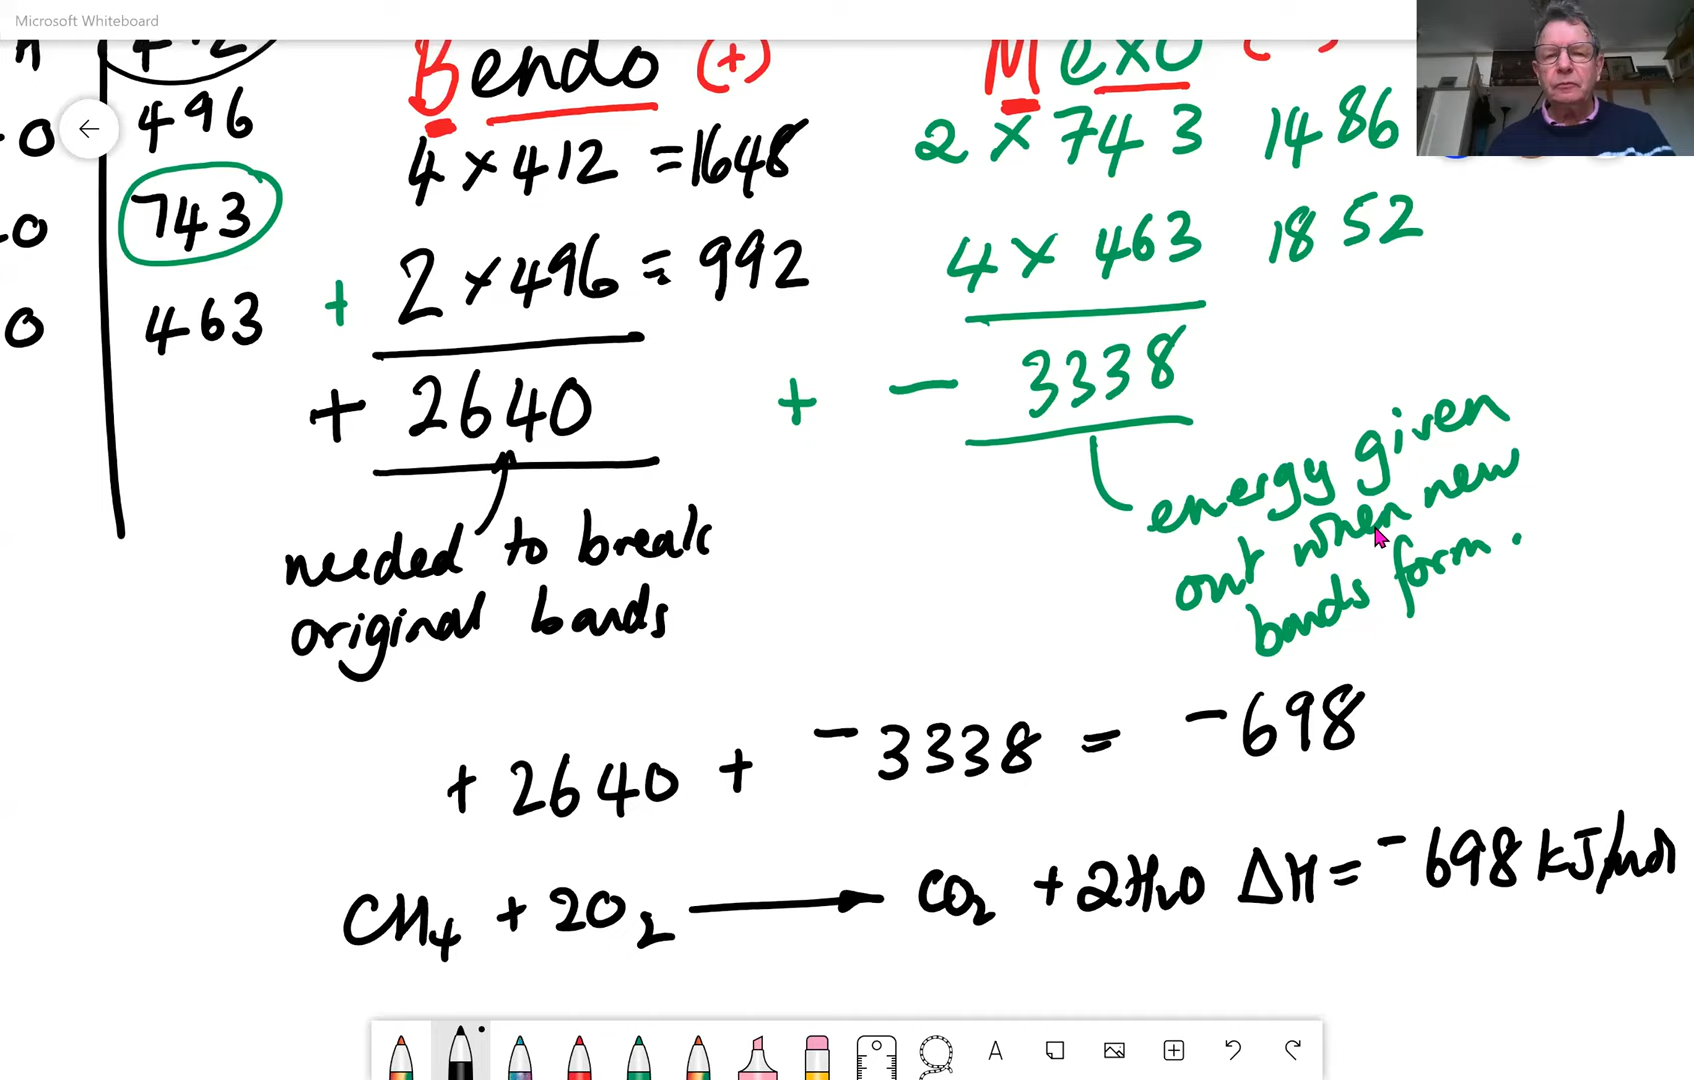 Microsoft Whiteboard
412
496
743
463
O
O
O
Bendo (+)
4 × 412 = 1648
+ 2 × 496 = 992
+ 2640
needed to break
original bonds
Mexo
2 × 743 1486
4 × 463 1852
+ - 3338
energy given
out when new
bonds form.
+ 2640 + -3338 = -698
CH4 + 2O2 → CO2 + 2H2O ΔH = -698 kJ/mol
A